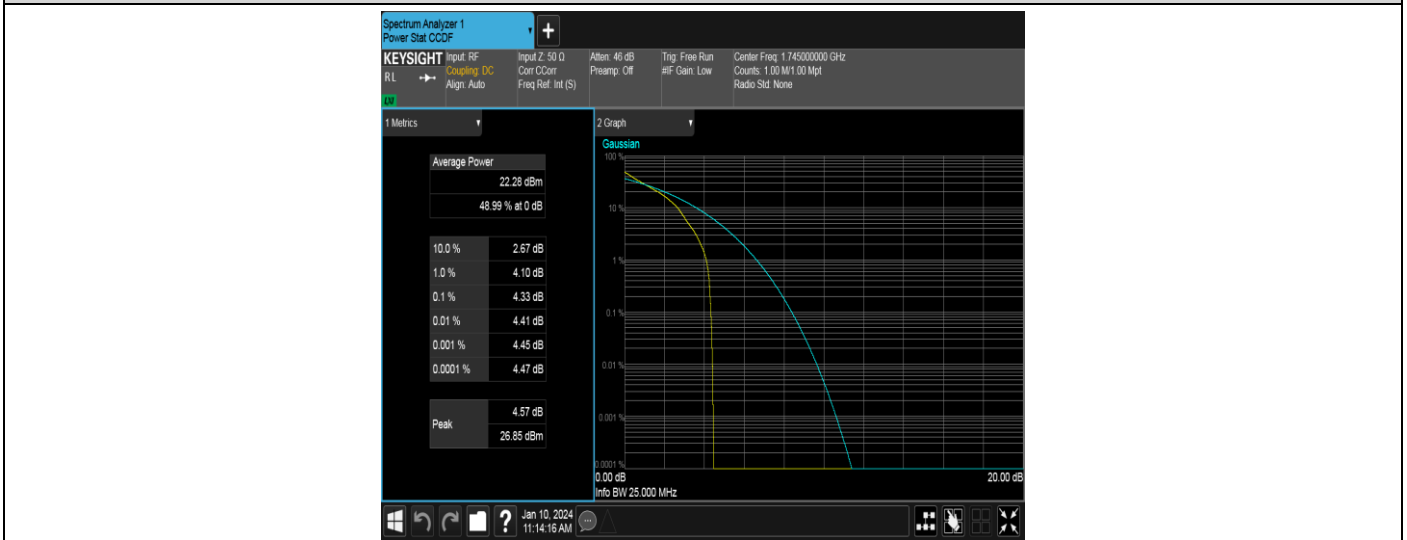 Spectrum Analyzer 1
Power Stat CCDF
+
KEYSIGHT
RL
Input: RF
Coupling: DC
Align: Auto
Input Z: 50 Ω
Corr CCorr
Freq Ref: Int (S)
Atten: 46 dB
Preamp: Off
Trig: Free Run
#IF Gain: Low
Center Freq: 1.745000000 GHz
Counts: 1.00 M/1.00 Mpt
Radio Std: None
1 Metrics
Average Power
22.28 dBm
48.99 % at 0 dB
10.0 % 2.67 dB
1.0 % 4.10 dB
0.1 % 4.33 dB
0.01 % 4.41 dB
0.001 % 4.45 dB
0.0001 % 4.47 dB
Peak
4.57 dB
26.85 dBm
2 Graph
Gaussian
100 %
10 %
1 %
0.1 %
0.01 %
0.001 %
0.0001 %
0.00 dB 20.00 dB
Info BW 25.000 MHz
?
Jan 10, 2024
11:14:16 AM